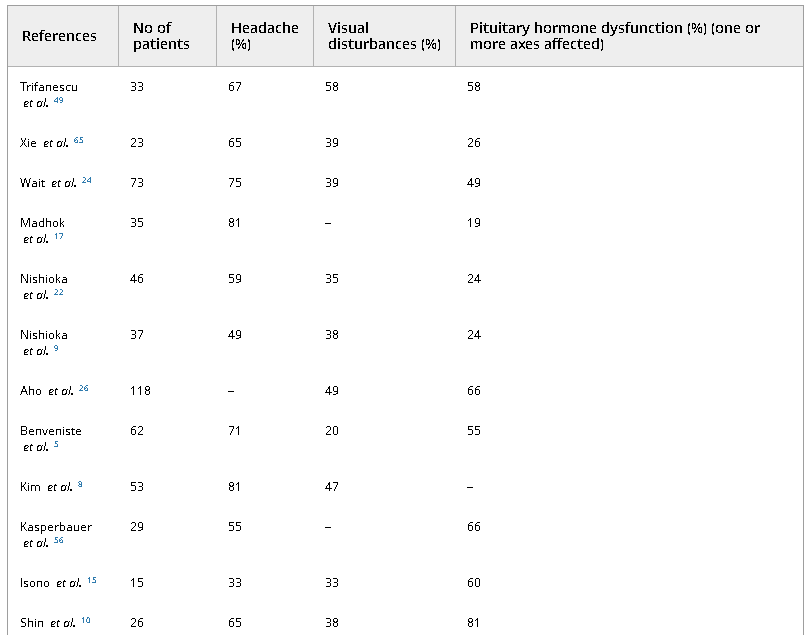 References No of patients Headache (%) Visual disturbances (%) Pituitary hormone dysfunction (%) (one or more axes affected)
Trifanescu et al. 49 33 67 58 58
Xie et al. 65 23 65 39 26
Wait et al. 24 73 75 39 49
Madhok et al. 17 35 81 – 19
Nishioka et al. 22 46 59 35 24
Nishioka et al. 9 37 49 38 24
Aho et al. 26 118 – 49 66
Benveniste et al. 5 62 71 20 55
Kim et al. 8 53 81 47 –
Kasperbauer et al. 56 29 55 – 66
Isono et al. 15 15 33 33 60
Shin et al. 10 26 65 38 81